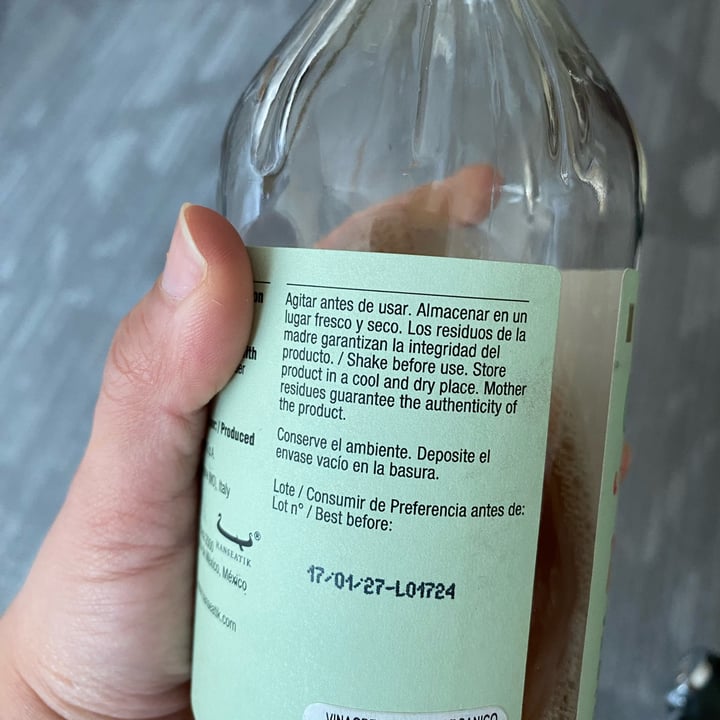 Agitar antes de usar. Almacenar en un
lugar fresco y seco. Los residuos de la
madre garantizan la integridad del
producto. / Shake before use. Store
product in a cool and dry place. Mother
residues guarantee the authenticity of
the product.
Conserve el ambiente. Deposite el
envase vacío en la basura.
Lote / Consumir de Preferencia antes de:
Lot n° / Best before:
17/01/27-L01724
/ Produced
Italy
HANSEATIK
®
México, México